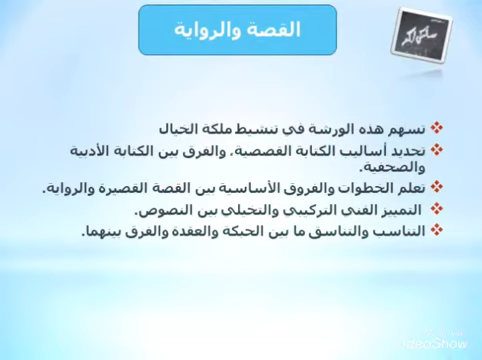 القصة والرواية
تسهم هذه الورشة في تنشيط ملكة الخيال
تحديد أساليب الكتابة القصصية، والفرق بين الكتابة الأدبية
والصحفية.
تعلم الخطوات والفروق الأساسية بين القصة القصيرة والرواية.
التمييز الفني التركيبي والتخيلي بين النصوص.
التناسب والتناسق ما بين الحبكة والعقدة والفرق بينهما.
VideoShow